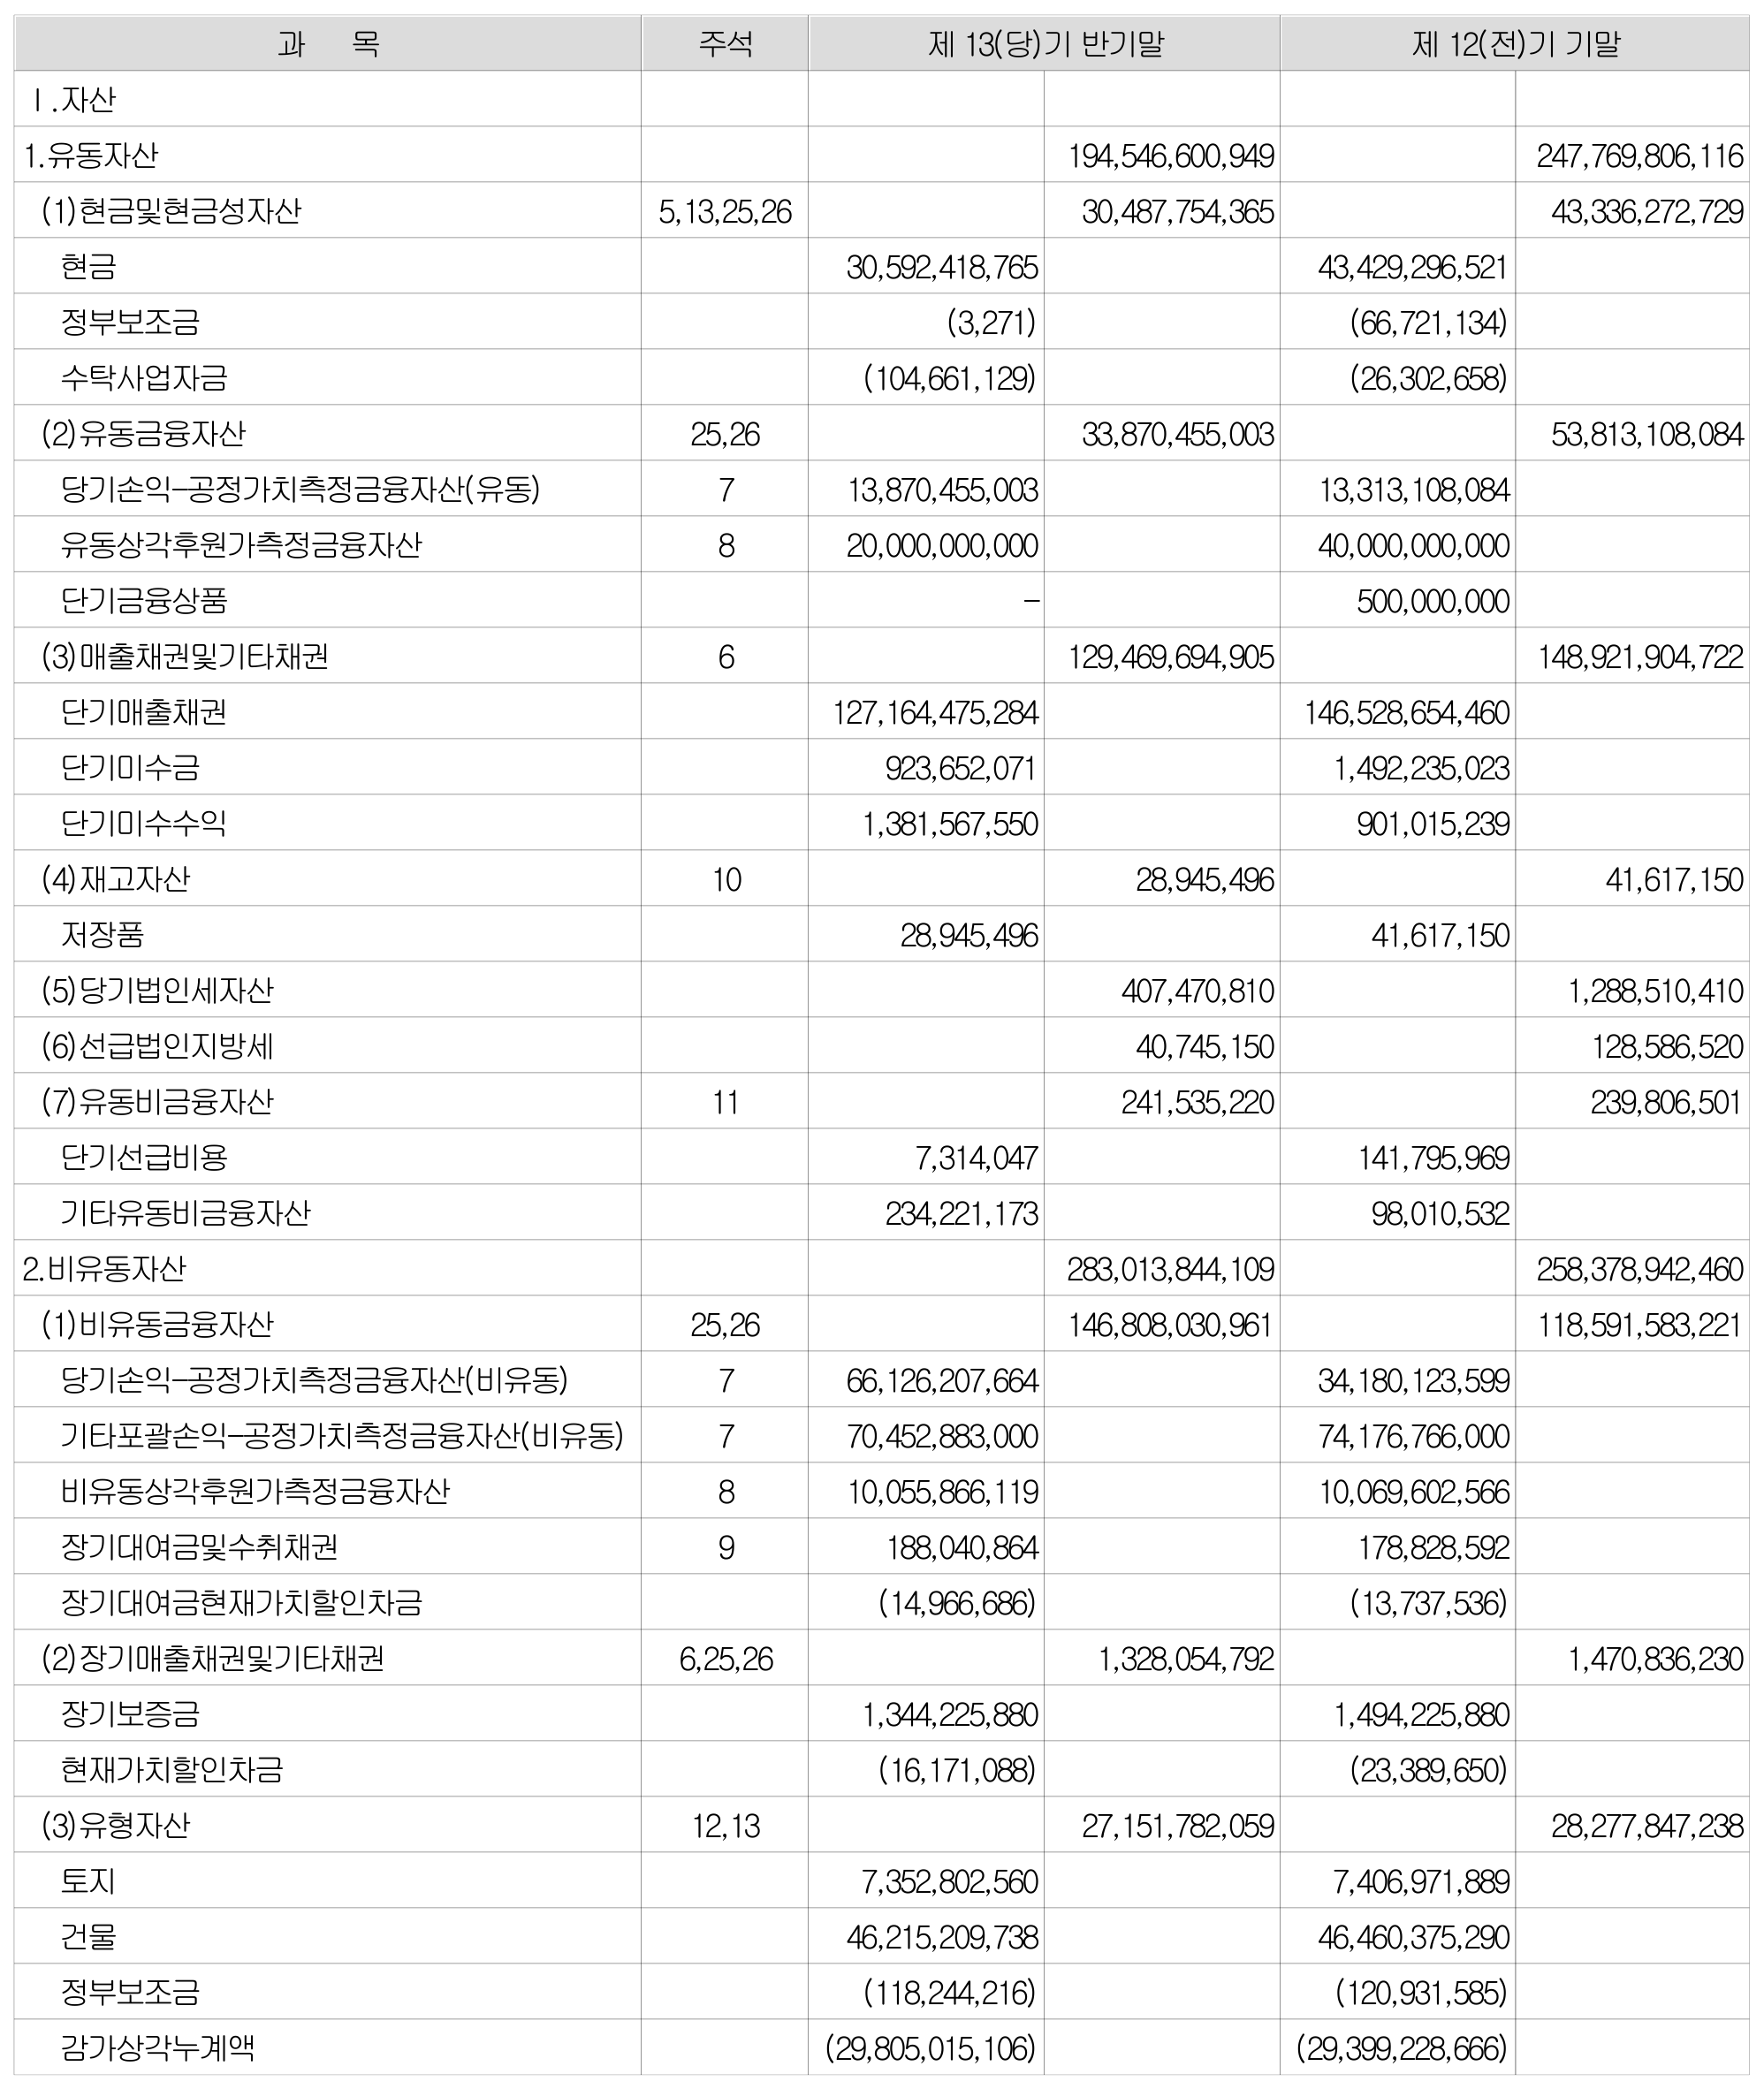 과 목 주석 제 13(당)기 반기말 제 12(전)기 기말
Ⅰ.자산
1.유동자산 194,546,600,949 247,769,806,116
(1)현금및현금성자산 5,13,25,26 30,487,754,365 43,336,272,729
현금 30,592,418,765 43,429,296,521
정부보조금 (3,271) (66,721,134)
수탁사업자금 (104,661,129) (26,302,658)
(2)유동금융자산 25,26 33,870,455,003 53,813,108,084
당기손익-공정가치측정금융자산(유동) 7 13,870,455,003 13,313,108,084
유동상각후원가측정금융자산 8 20,000,000,000 40,000,000,000
단기금융상품 - 500,000,000
(3)매출채권및기타채권 6 129,469,694,905 148,921,904,722
단기매출채권 127,164,475,284 146,528,654,460
단기미수금 923,652,071 1,492,235,023
단기미수수익 1,381,567,550 901,015,239
(4)재고자산 10 28,945,496 41,617,150
저장품 28,945,496 41,617,150
(5)당기법인세자산 407,470,810 1,288,510,410
(6)선급법인지방세 40,745,150 128,586,520
(7)유동비금융자산 11 241,535,220 239,806,501
단기선급비용 7,314,047 141,795,969
기타유동비금융자산 234,221,173 98,010,532
2.비유동자산 283,013,844,109 258,378,942,460
(1)비유동금융자산 25,26 146,808,030,961 118,591,583,221
당기손익-공정가치측정금융자산(비유동) 7 66,126,207,664 34,180,123,599
기타포괄손익-공정가치측정금융자산(비유동) 7 70,452,883,000 74,176,766,000
비유동상각후원가측정금융자산 8 10,055,866,119 10,069,602,566
장기대여금및수취채권 9 188,040,864 178,828,592
장기대여금현재가치할인차금 (14,966,686) (13,737,536)
(2)장기매출채권및기타채권 6,25,26 1,328,054,792 1,470,836,230
장기보증금 1,344,225,880 1,494,225,880
현재가치할인차금 (16,171,088) (23,389,650)
(3)유형자산 12,13 27,151,782,059 28,277,847,238
토지 7,352,802,560 7,406,971,889
건물 46,215,209,738 46,460,375,290
정부보조금 (118,244,216) (120,931,585)
감가상각누계액 (29,805,015,106) (29,399,228,666)